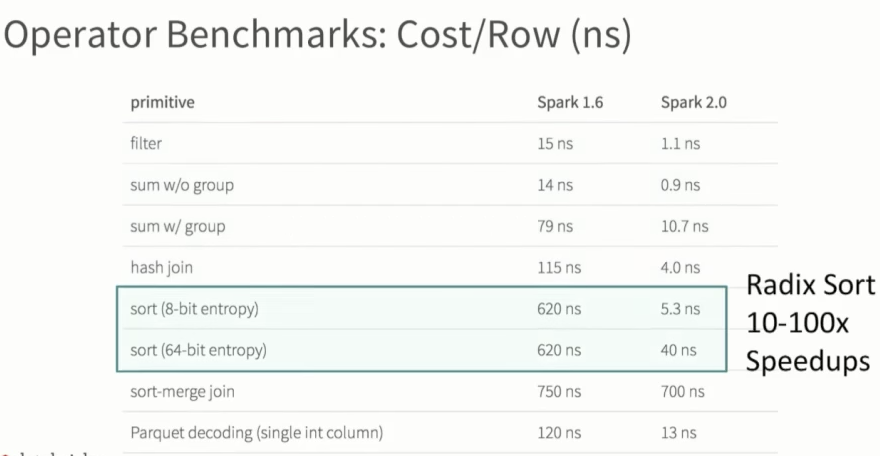 Operator Benchmarks: Cost/Row (ns)
primitive Spark 1.6 Spark 2.0
filter 15 ns 1.1 ns
sum w/o group 14 ns 0.9 ns
sum w/ group 79 ns 10.7 ns
hash join 115 ns 4.0 ns
sort (8-bit entropy) 620 ns 5.3 ns
sort (64-bit entropy) 620 ns 40 ns
Radix Sort
10-100x
Speedups
sort-merge join 750 ns 700 ns
Parquet decoding (single int column) 120 ns 13 ns